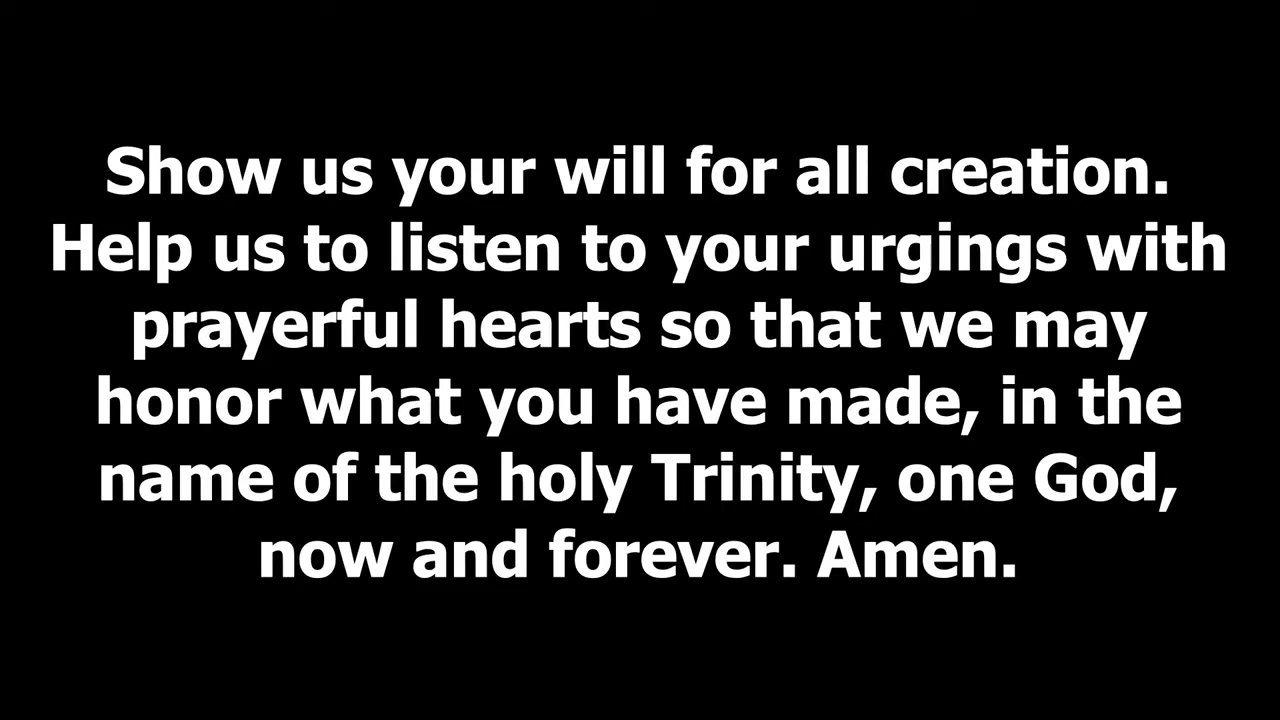 Show us your will for all creation.
Help us to listen to your urgings with
prayerful hearts so that we may
honor what you have made, in the
name of the holy Trinity, one God,
now and forever. Amen.